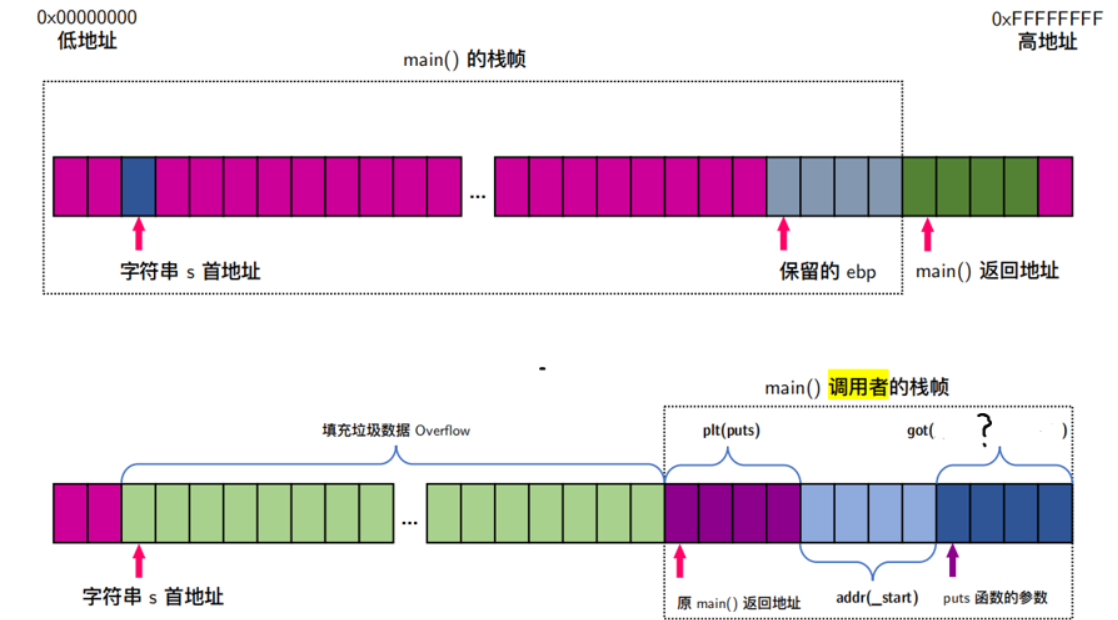 0x00000000
0xFFFFFFFF
低地址
高地址
main() 的栈帧
...
字符串 s 首地址
保留的 ebp
main() 返回地址
main() 调用者的栈帧
填充垃圾数据 Overflow
plt(puts)
got( ? )
...
字符串 s 首地址
原 main() 返回地址
addr(_start)
puts 函数的参数